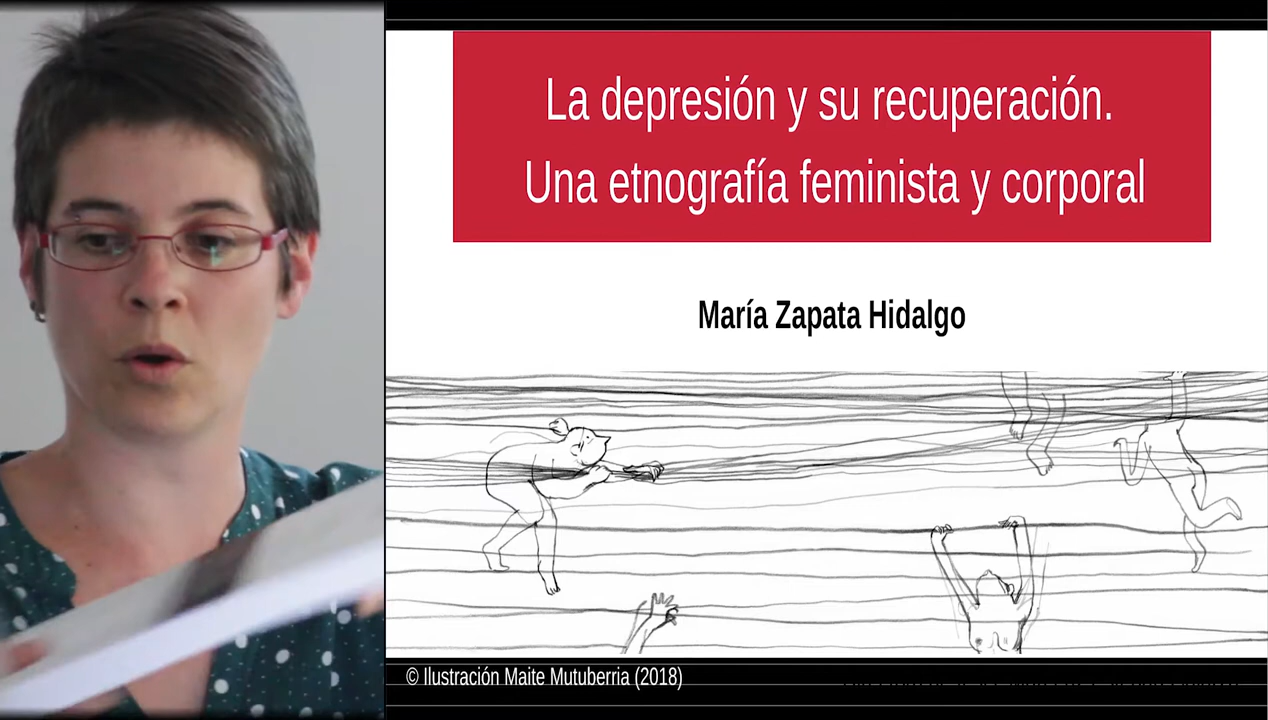 La depresión y su recuperación.
Una etnografía feminista y corporal
María Zapata Hidalgo
© Ilustración Maite Mutuberria (2018)